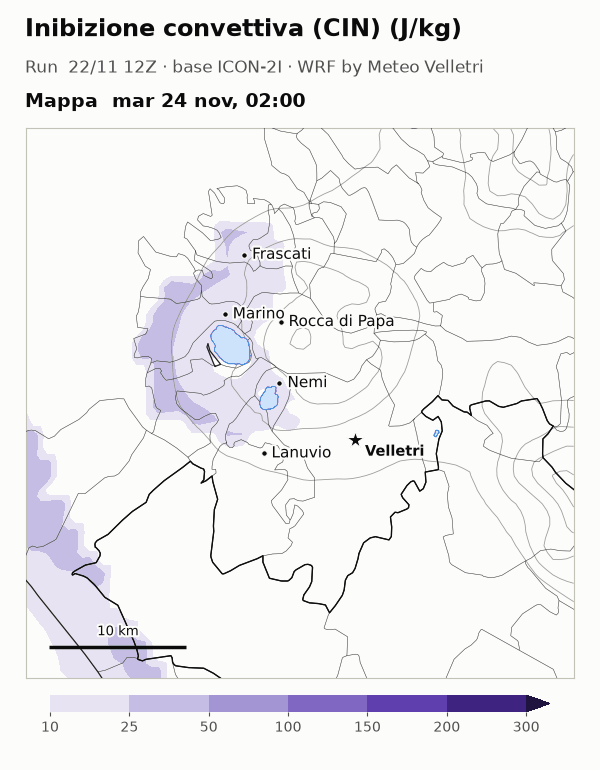 Inibizione convettiva (CIN) (J/kg)
Run  22/11 12Z · base ICON-2I · WRF by Meteo Velletri
Mappa  mar 24 nov, 02:00
Frascati
Marino
Rocca di Papa
Nemi
Velletri
Lanuvio
10 km
10 25 50 100 150 200 300